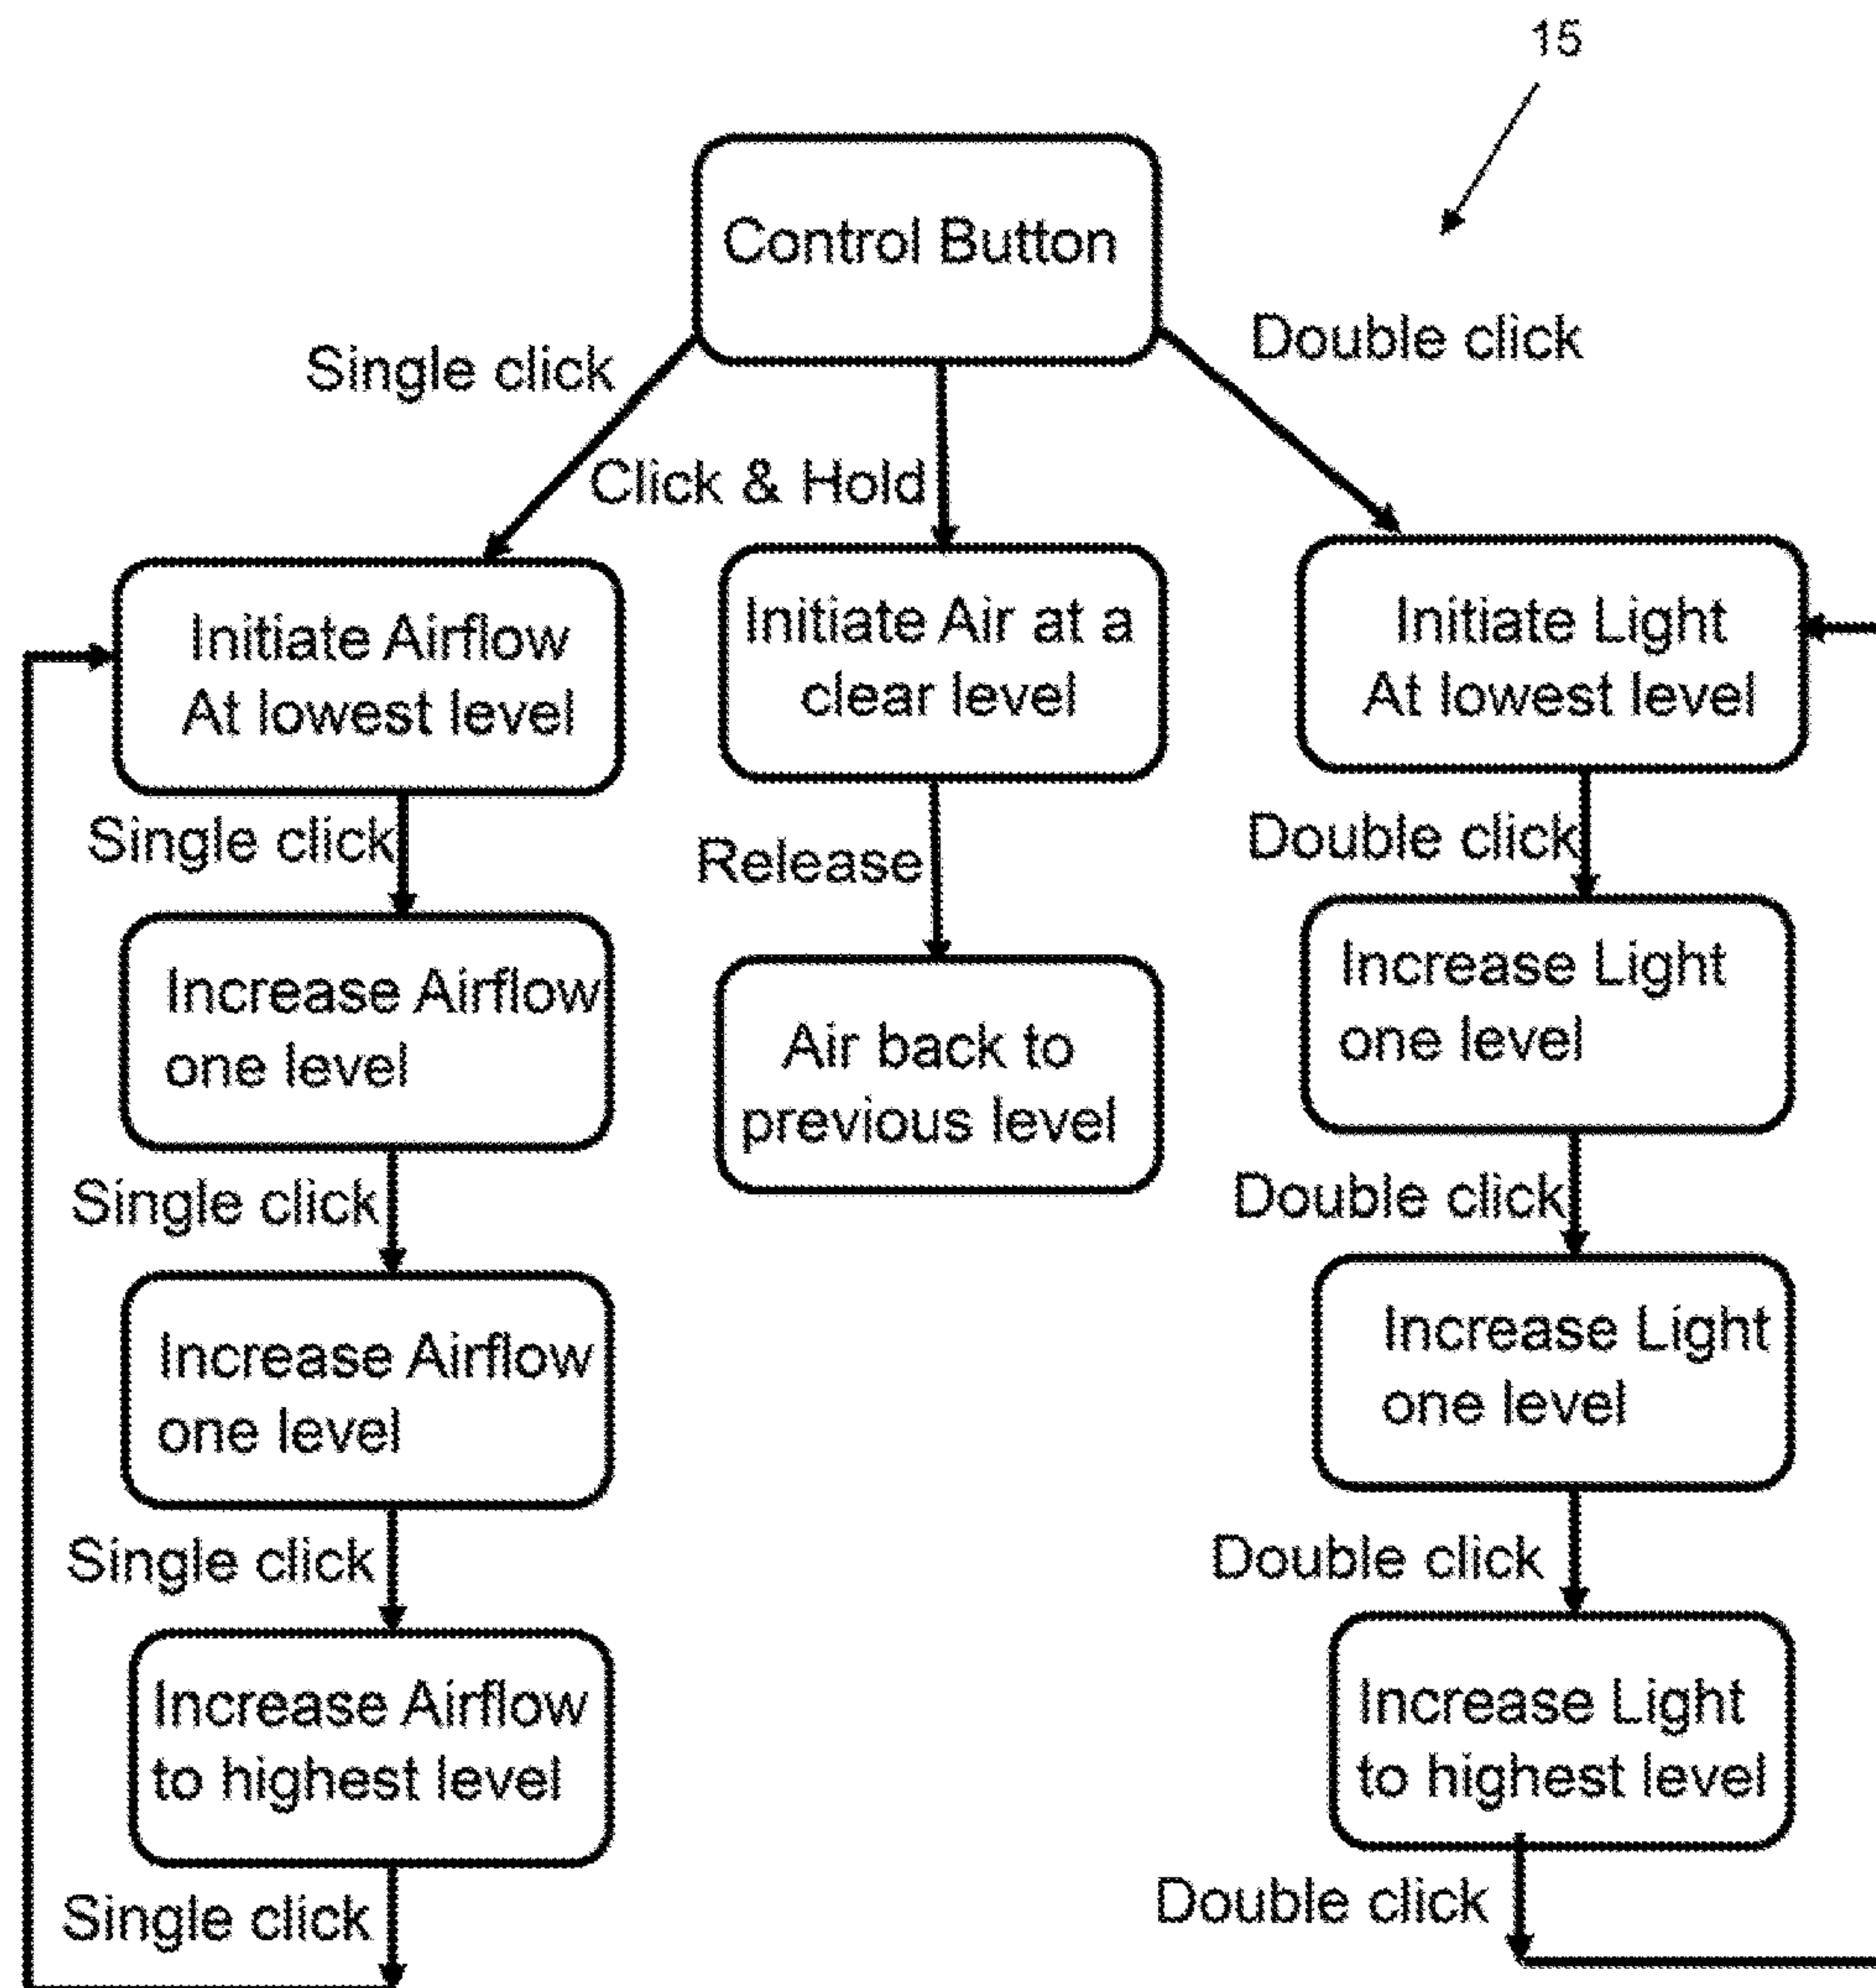 15
Control Button
Single click
Click & Hold
Double click
Initiate Airflow
At lowest level
Single click
Increase Airflow
one level
Single click
Increase Airflow
one level
Single click
Increase Airflow
to highest level
Single click
Initiate Air at a
clear level
Release
Air back to
previous level
Initiate Light
At lowest level
Double click
Increase Light
one level
Double click
Increase Light
one level
Double click
Increase Light
to highest level
Double click